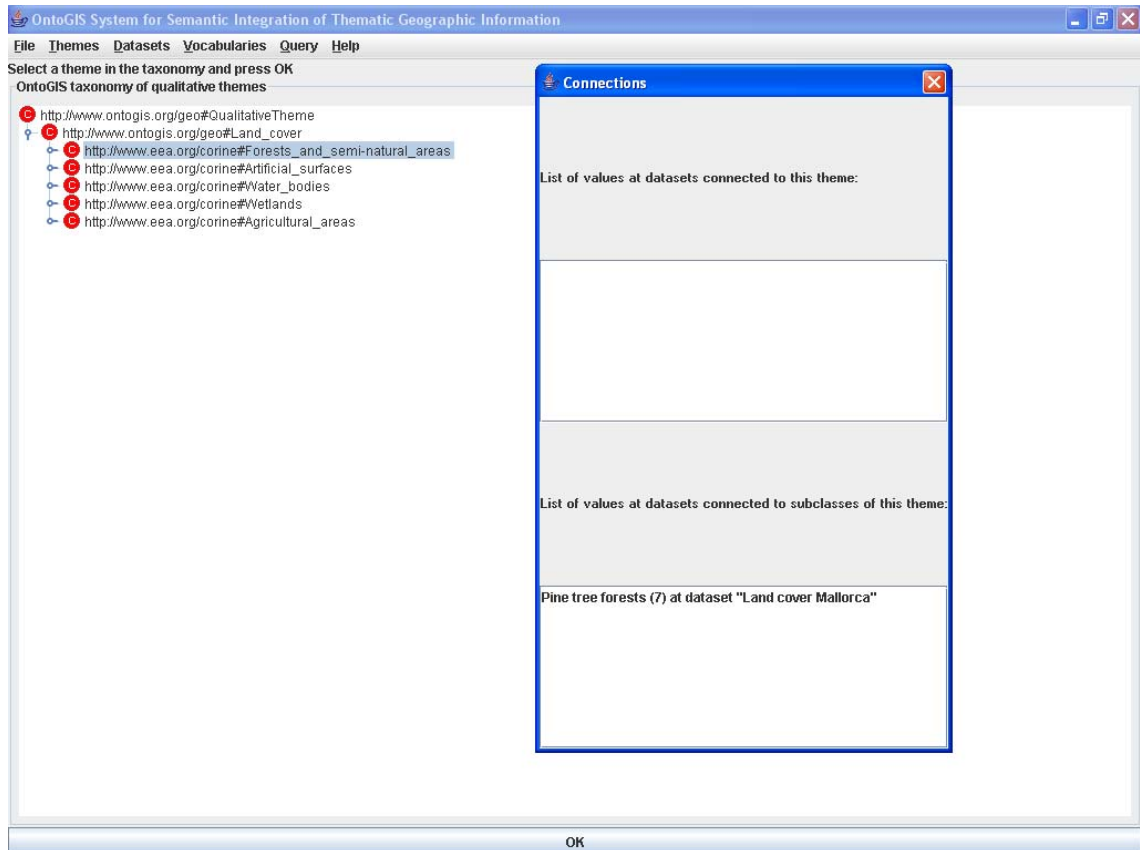 OntoGIS System for Semantic Integration of Thematic Geographic Information
File Themes Datasets Vocabularies Query Help
Select a theme in the taxonomy and press OK
OntoGIS taxonomy of qualitative themes
C http://www.ontogis.org/geo#QualitativeTheme
C http://www.ontogis.org/geo#Land_cover
C http://www.eea.org/corine#Forests_and_semi-natural_areas
C http://www.eea.org/corine#Artificial_surfaces
C http://www.eea.org/corine#Water_bodies
C http://www.eea.org/corine#Wetlands
C http://www.eea.org/corine#Agricultural_areas
Connections
List of values at datasets connected to this theme:
List of values at datasets connected to subclasses of this theme:
Pine tree forests (7) at dataset "Land cover Mallorca"
OK